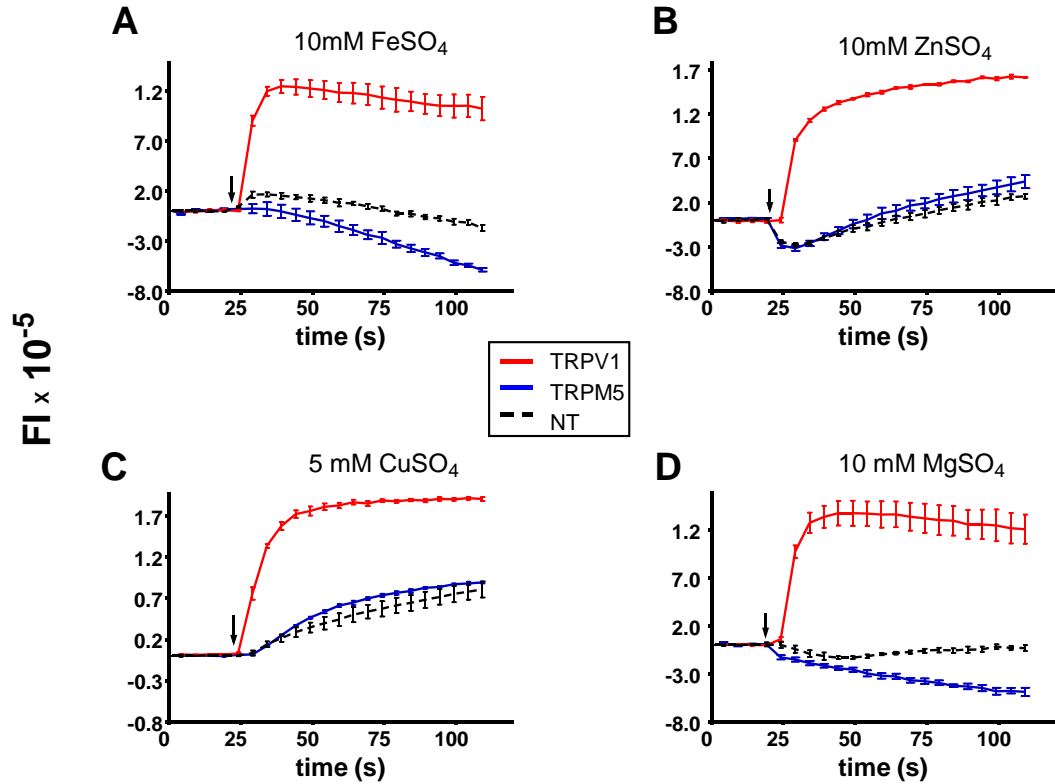 A
10mM FeSO4
1.2
7.0
2.0
-3.0
-8.0
0 25 50 75 100
time (s)
B
10mM ZnSO4
1.7
1.2
7.0
2.0
-3.0
-8.0
0 25 50 75 100
time (s)
FI x 10-5
TRPV1
TRPM5
NT
C
5 mM CuSO4
1.7
1.2
0.7
0.2
-0.3
-0.8
0 25 50 75 100
time (s)
D
10 mM MgSO4
1.2
7.0
2.0
-3.0
-8.0
0 25 50 75 100
time (s)